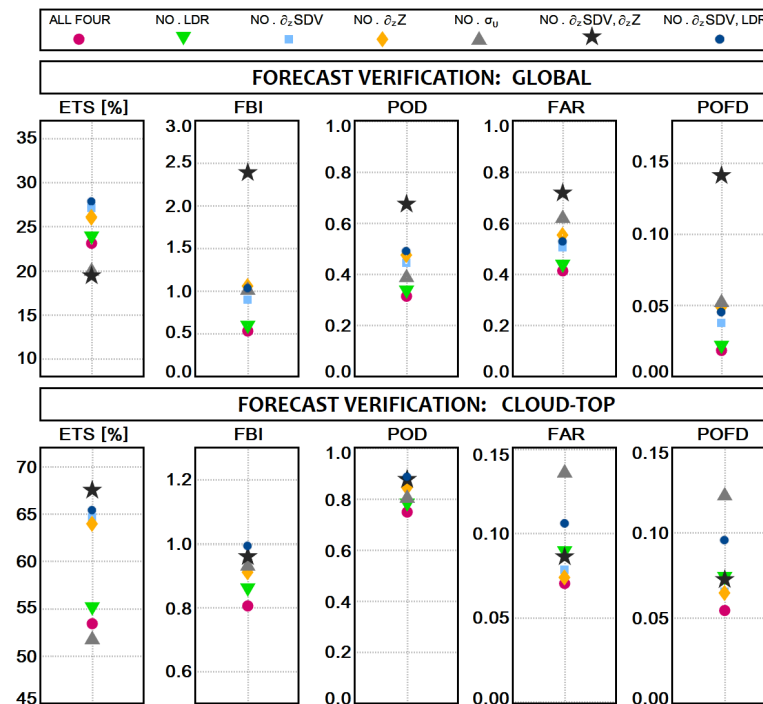 ALL FOUR NO . LDR NO . ∂zSDV NO . ∂zZ NO . σU NO . ∂zSDV, ∂zZ NO . ∂zSDV, LDR
FORECAST VERIFICATION: GLOBAL
ETS [%] FBI POD FAR POFD
35 30 25 20 15 10
3.0 2.5 2.0 1.5 1.0 0.5 0.0
1.0 0.8 0.6 0.4 0.2 0.0
1.0 0.8 0.6 0.4 0.2 0.0
0.15 0.10 0.05 0.00
FORECAST VERIFICATION: CLOUD-TOP
ETS [%] FBI POD FAR POFD
70 65 60 55 50 45
1.2 1.0 0.8 0.6
1.0 0.8 0.6 0.4 0.2 0.0
0.15 0.10 0.05 0.00
0.15 0.10 0.05 0.00